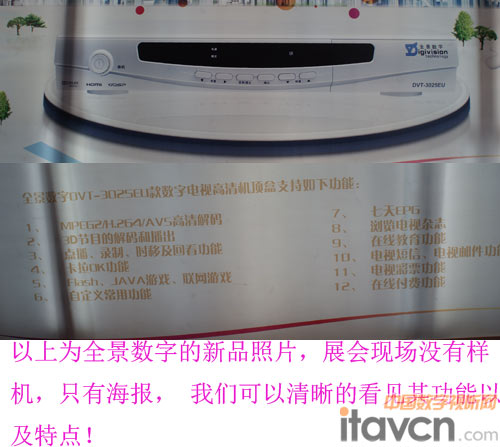 全景数字
Digivision
Technology
HDMI
DVT-3025EU
全景数字DVT-3025EU款数字电视高清机顶盒支持如下功能：
1、 MPEG2/H.264/AVS高清解码
2、 3D节目的解码和播出
3、 点播、录制、时移及回看功能
4、 卡拉OK功能
5、 Flash、JAVA游戏、联网游戏
6、 自定义常用功能
7、 七天EPG
8、 浏览电视杂志
9、 在线教育功能
10、 电视短信、电视邮件功
11、 电视彩票功能
12、 在线付费功能
以上为全景数字的新品照片，展会现场没有样
机，只有海报， 我们可以清晰的看见其功能以
及特点！
中国数字视听网
itavcn.com